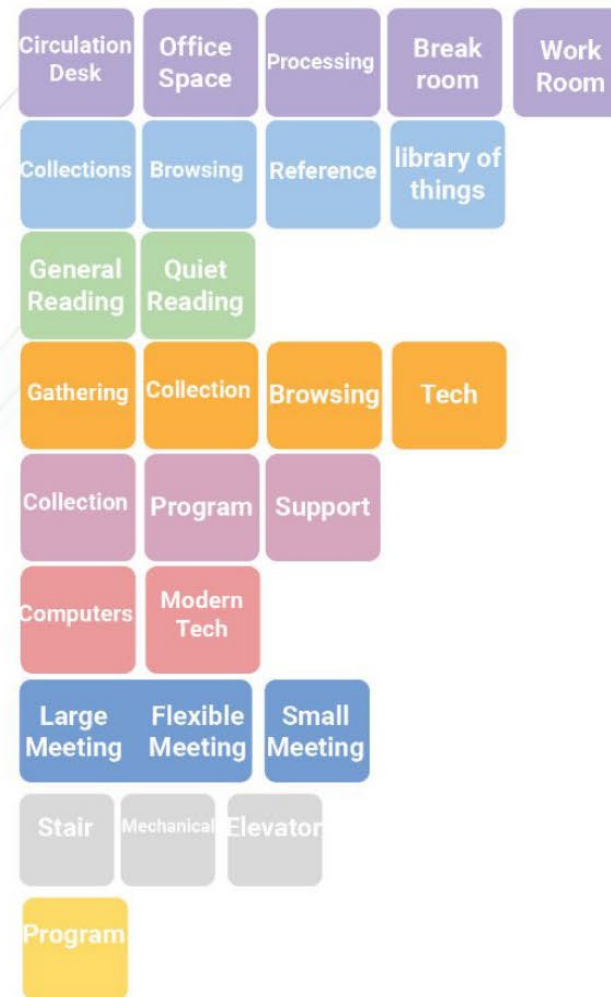 Circulation Desk
Office Space
Processing
Break room
Work Room
Collections
Browsing
Reference
library of things
General Reading
Quiet Reading
Gathering
Collection
Browsing
Tech
Collection
Program
Support
Computers
Modern Tech
Large Meeting
Flexible Meeting
Small Meeting
Stair
Mechanical
Elevator
Program